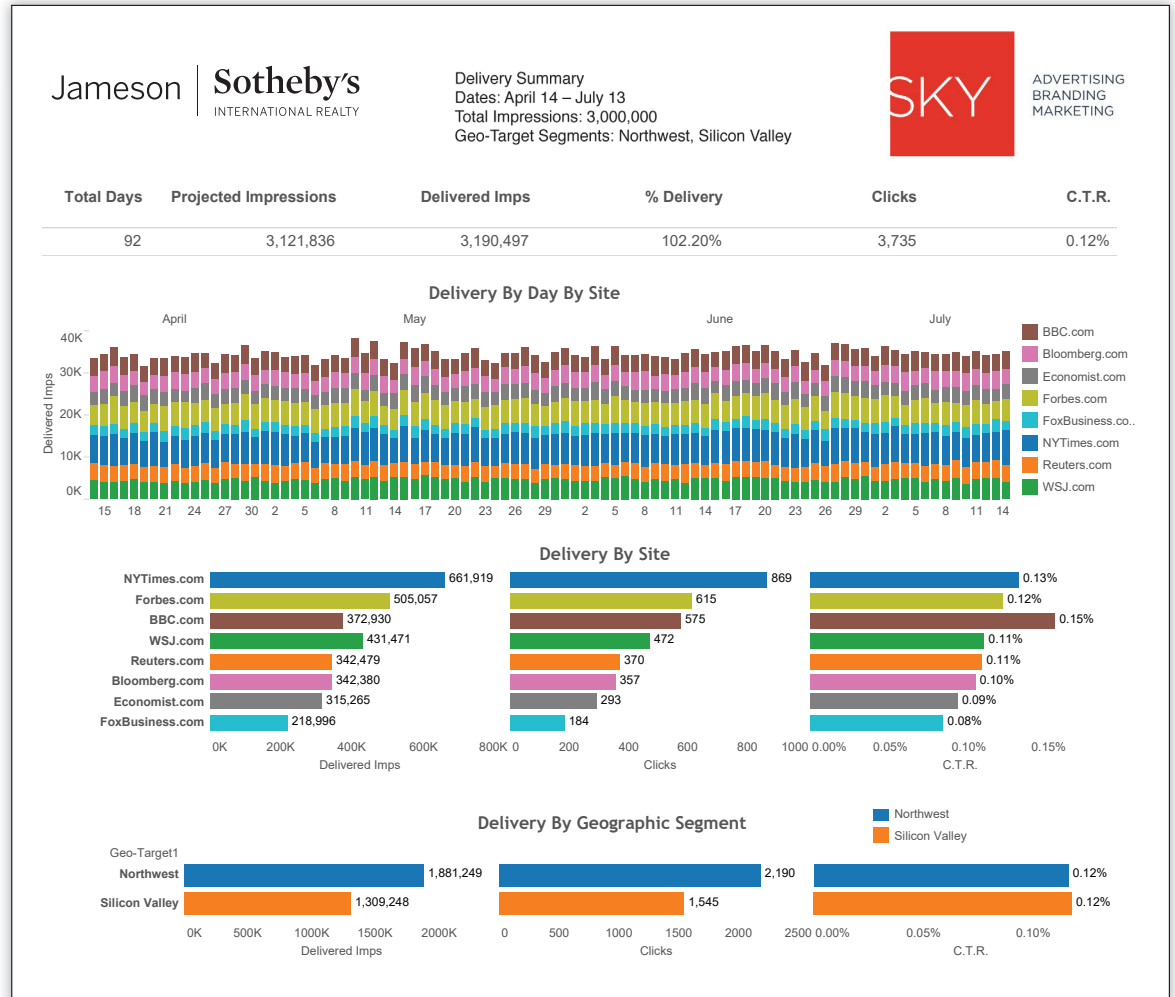 Jameson
Sotheby's
INTERNATIONAL REALTY
Delivery Summary
Dates: April 14 – July 13
Total Impressions: 3,000,000
Geo-Target Segments: Northwest, Silicon Valley
SKY
ADVERTISING
BRANDING
MARKETING
Total Days Projected Impressions Delivered Imps % Delivery Clicks C.T.R.
92 3,121,836 3,190,497 102.20% 3,735 0.12%
Delivery By Day By Site
April May June July
40K
30K
20K
10K
0K
Delivered Imps
15 18 21 24 27 30 2 5 8 11 14 17 20 23 26 29 2 5 8 11 14 17 20 23 26 29 2 5 8 11 14
BBC.com
Bloomberg.com
Economist.com
Forbes.com
FoxBusiness.co..
NYTimes.com
Reuters.com
WSJ.com
Delivery By Site
NYTimes.com 661,919 869 0.13%
Forbes.com 505,057 615 0.12%
BBC.com 372,930 575 0.15%
WSJ.com 431,471 472 0.11%
Reuters.com 342,479 370 0.11%
Bloomberg.com 342,380 357 0.10%
Economist.com 315,265 293 0.09%
FoxBusiness.com 218,996 184 0.08%
0K 200K 400K 600K 800K 0 200 400 600 800 1000 0.00% 0.05% 0.10% 0.15%
Delivered Imps Clicks C.T.R.
Delivery By Geographic Segment
Northwest
Silicon Valley
Geo-Target1
Northwest 1,881,249 2,190 0.12%
Silicon Valley 1,309,248 1,545 0.12%
0K 500K 1000K 1500K 2000K 0 500 1000 1500 2000 2500 0.00% 0.05% 0.10%
Delivered Imps Clicks C.T.R.